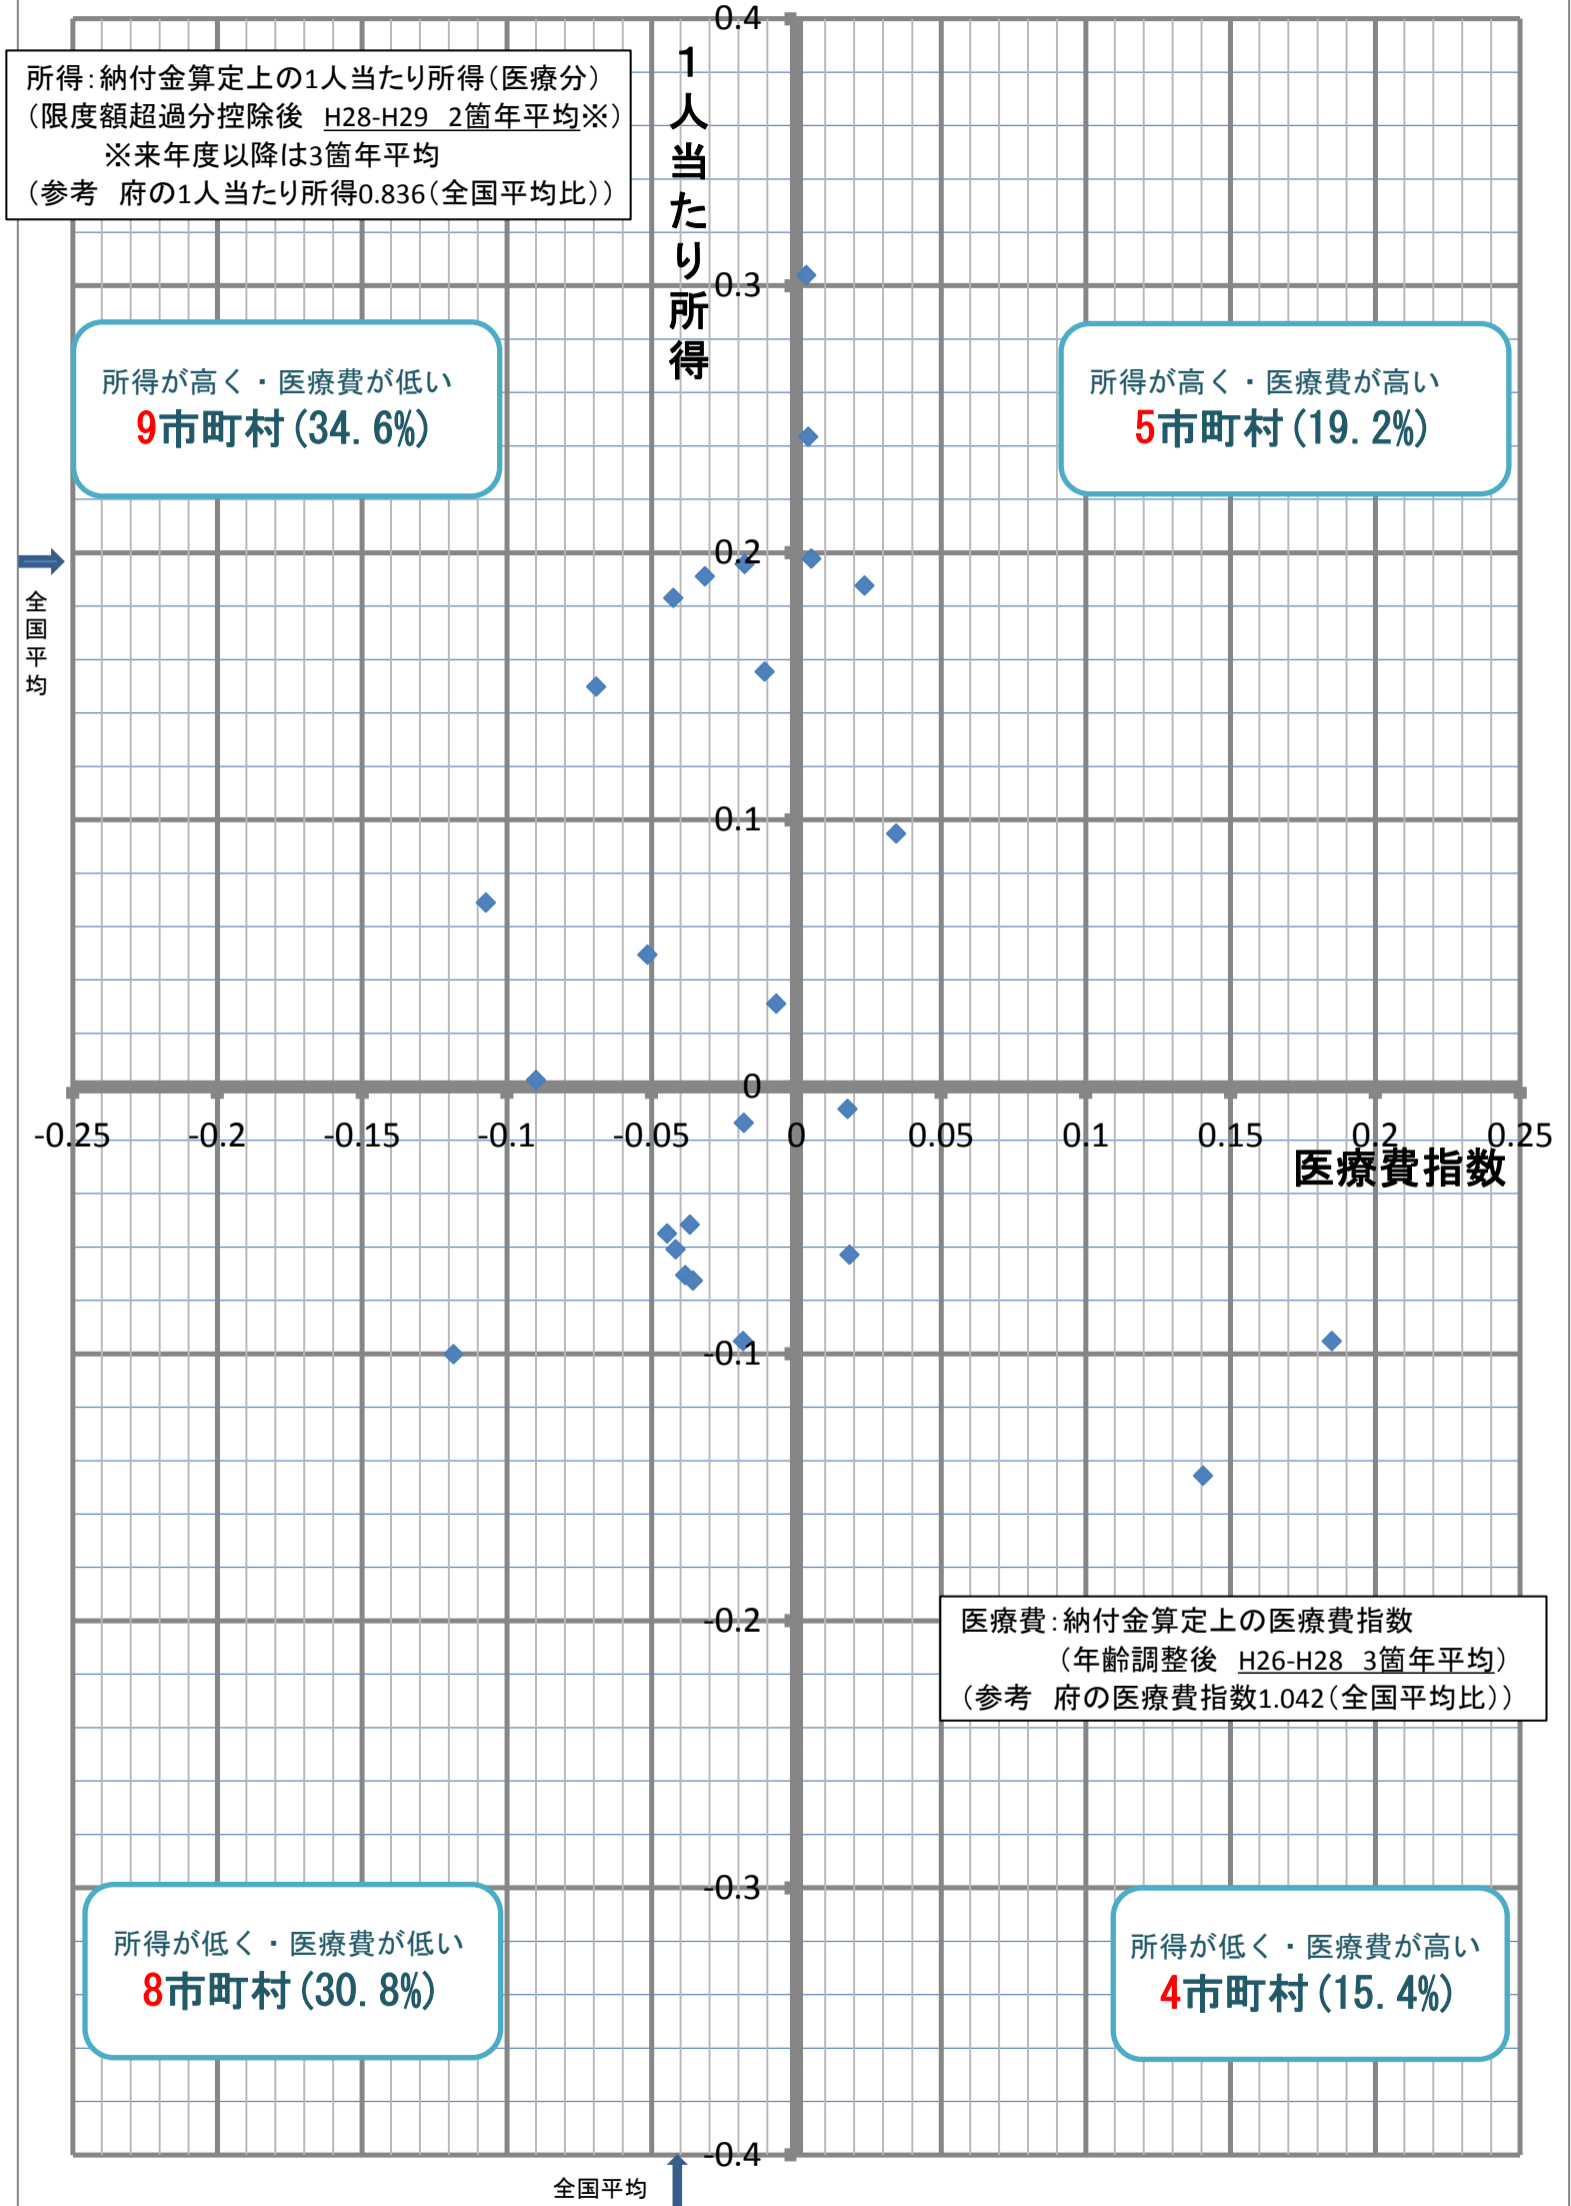 0.4
所得：納付金算定上の1人当たり所得（医療分）
（限度額超過分控除後　H28-H29　2箇年平均※）
※来年度以降は3箇年平均
（参考　府の1人当たり所得0.836（全国平均比））
１人当たり所得
0.3
所得が高く・医療費が低い
9市町村(34.6%)
所得が高く・医療費が高い
5市町村(19.2%)
0.2
全国平均
0.1
0
-0.25 -0.2 -0.15 -0.1 -0.05 0 0.05 0.1 0.15 0.2 0.25
医療費指数
-0.1
-0.2
医療費：納付金算定上の医療費指数
（年齢調整後　H26-H28　3箇年平均）
（参考　府の医療費指数1.042（全国平均比））
-0.3
所得が低く・医療費が低い
8市町村(30.8%)
所得が低く・医療費が高い
4市町村(15.4%)
-0.4
全国平均